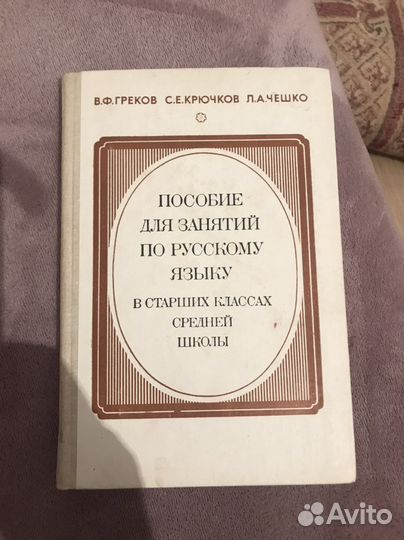 В.Ф.ГРЕКОВ С.Е.КРЮЧКОВ Л.А.ЧЕШКО
ПОСОБИЕ
ДЛЯ ЗАНЯТИЙ
ПО РУССКОМУ
ЯЗЫКУ
В СТАРШИХ КЛАССАХ
СРЕДНЕЙ
ШКОЛЫ
Avito